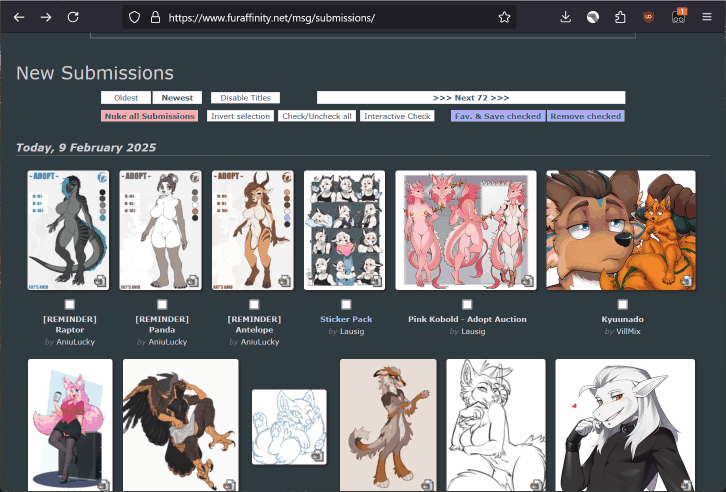 https://www.furaffinity.net/msg/submissions/
1
New Submissions
Oldest Newest Disable Titles >>> Next 72 >>>
Nuke all Submissions Invert selection Check/Uncheck all Interactive Check Fav. & Save checked Remove checked
Today, 9 February 2025
- ADOPT - - ADOPT - - ADOPT -
[REMINDER] Raptor
by AniuLucky
[REMINDER] Panda
by AniuLucky
[REMINDER] Antelope
by AniuLucky
Sticker Pack
by Lausig
Pink Kobold - Adopt Auction
by Lausig
Kyuunado
by VillMix